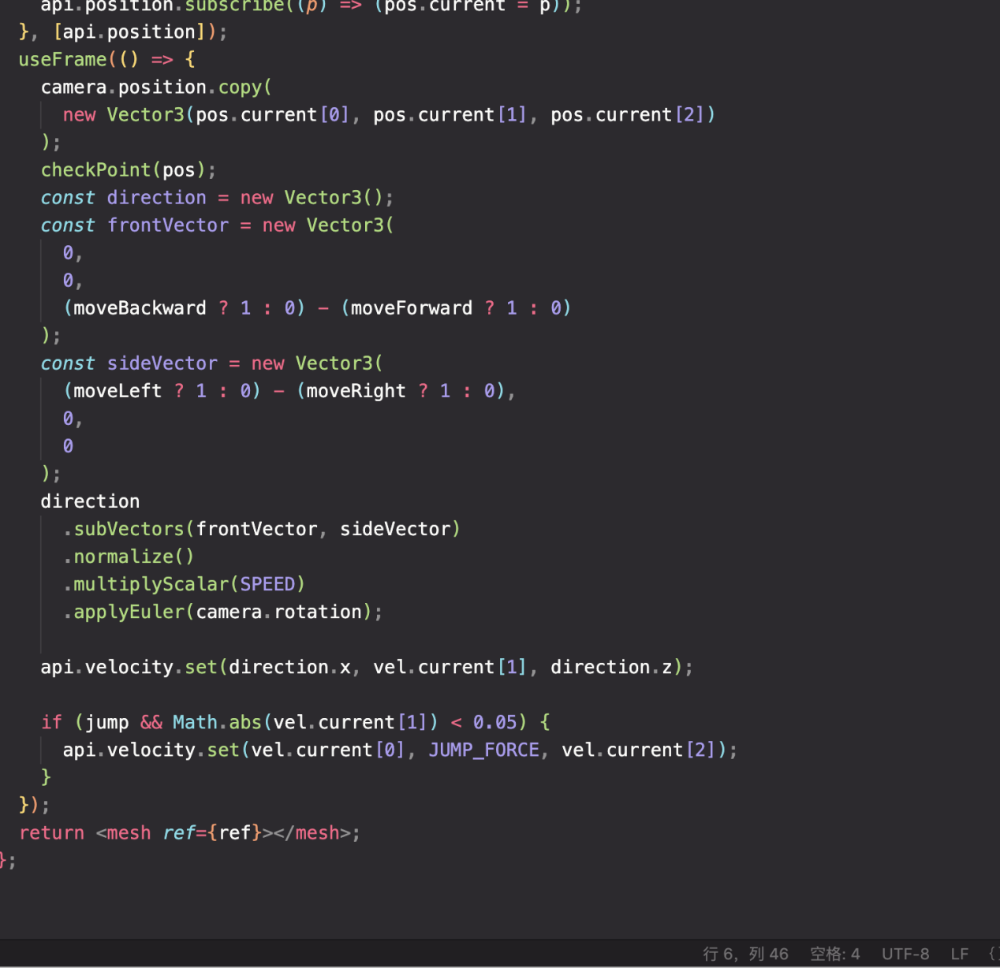 api.position.subscribe((p) => (pos.current = p));
}, [api.position]);
useFrame(() => {
camera.position.copy(
new Vector3(pos.current[0], pos.current[1], pos.current[2])
);
checkPoint(pos);
const direction = new Vector3();
const frontVector = new Vector3(
0,
0,
(moveBackward ? 1 : 0) - (moveForward ? 1 : 0)
);
const sideVector = new Vector3(
(moveLeft ? 1 : 0) - (moveRight ? 1 : 0),
0,
0
);
direction
.subVectors(frontVector, sideVector)
.normalize()
.multiplyScalar(SPEED)
.applyEuler(camera.rotation);
api.velocity.set(direction.x, vel.current[1], direction.z);
if (jump && Math.abs(vel.current[1]) < 0.05) {
api.velocity.set(vel.current[0], JUMP_FORCE, vel.current[2]);
}
});
return <mesh ref={ref}></mesh>;
};
行 6，列 46 空格: 4 UTF-8 LF {